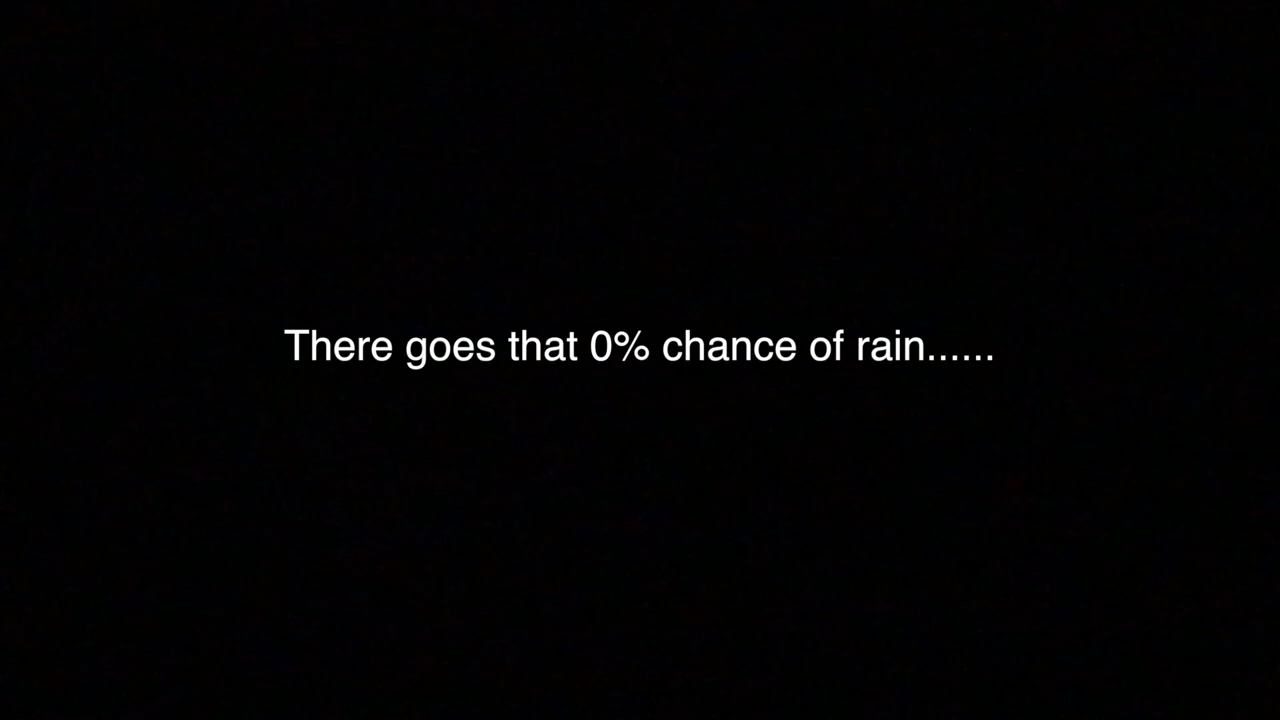 There goes that 0% chance of rain......